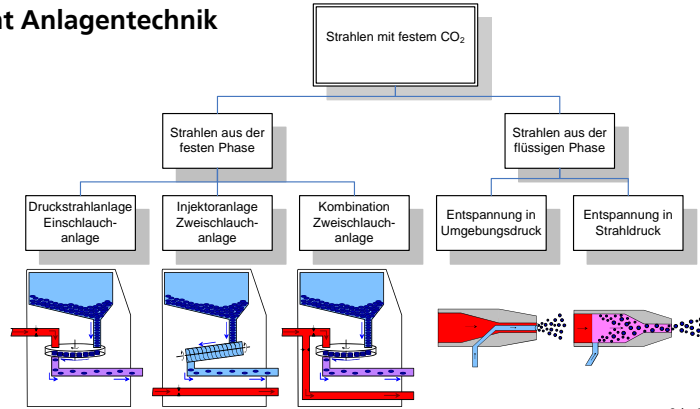 nt Anlagentechnik
Strahlen mit festem CO₂
Strahlen aus der
festen Phase
Strahlen aus der
flüssigen Phase
Druckstrahlanlage
Einschlauch-
anlage
Injektoranlage
Zweischlauch-
anlage
Kombination
Zweischlauch-
anlage
Entspannung in
Umgebungsdruck
Entspannung in
Strahldruck